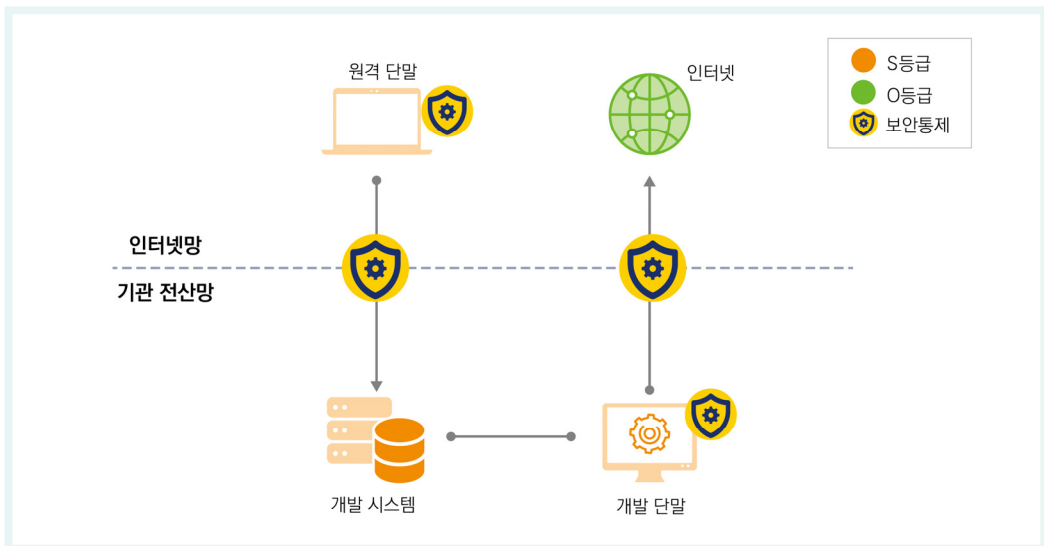 원격 단말
인터넷
S등급
O등급
보안통제
인터넷망
기관 전산망
개발 시스템
개발 단말